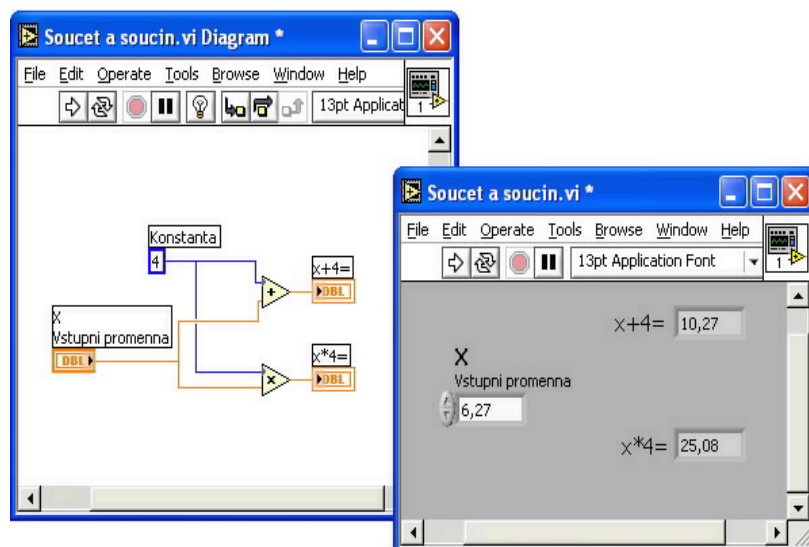 Soucet a soucin.vi Diagram *
File Edit Operate Tools Browse Window Help
13pt Applicat
1
Konstanta
4
x+4=
DBL
+
X
Vstupni promenna
DBL
x*4=
DBL
x
Soucet a soucin.vi *
File Edit Operate Tools Browse Window Help
13pt Application Font
1
x+4= 10,27
X
Vstupni promenna
6,27
x*4= 25,08